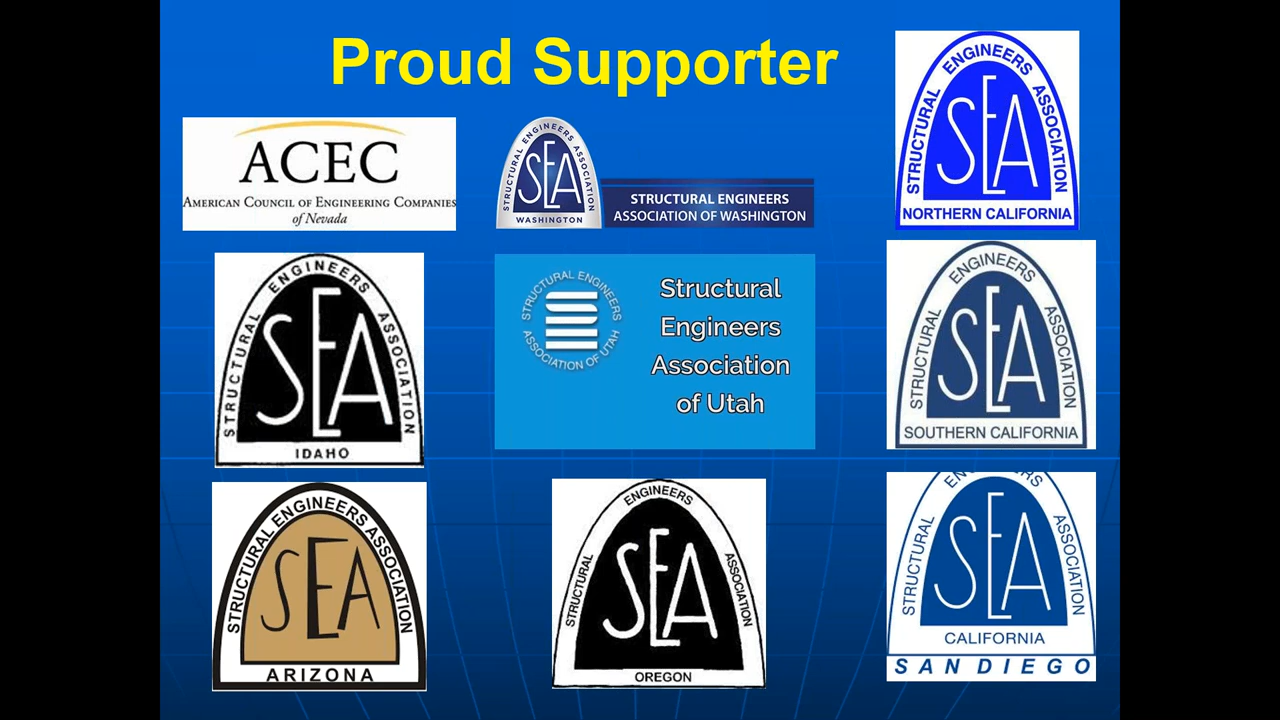 Proud Supporter
ACEC
American Council of Engineering Companies
of Nevada
STRUCTURAL ENGINEERS ASSOCIATION
SEA
WASHINGTON
STRUCTURAL ENGINEERS
ASSOCIATION OF WASHINGTON
STRUCTURAL ENGINEERS ASSOCIATION
SEA
NORTHERN CALIFORNIA
STRUCTURAL ENGINEERS ASSOCIATION
SEA
IDAHO
STRUCTURAL ENGINEERS
ASSOCIATION OF UTAH
Structural
Engineers
Association
of Utah
STRUCTURAL ENGINEERS ASSOCIATION
SEA
SOUTHERN CALIFORNIA
STRUCTURAL ENGINEERS ASSOCIATION
SEA
ARIZONA
STRUCTURAL ENGINEERS ASSOCIATION
SEA
OREGON
STRUCTURAL ENGINEERS ASSOCIATION
SEA
CALIFORNIA
SAN DIEGO